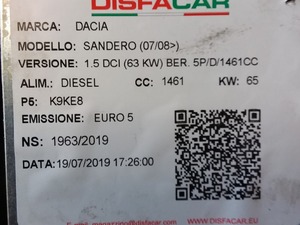 DISFACAR
MARCA: DACIA
MODELLO: SANDERO (07/08>)
VERSIONE: 1.5 DCI (63 KW) BER. 5P/D/1461CC
ALIM.: DIESEL CC: 1461 KW: 65
P5: K9KE8
EMISSIONE: EURO 5
NS: 1963/2019
DATA: 19/07/2019 17:26:00
WWW.DISFACAR.EU